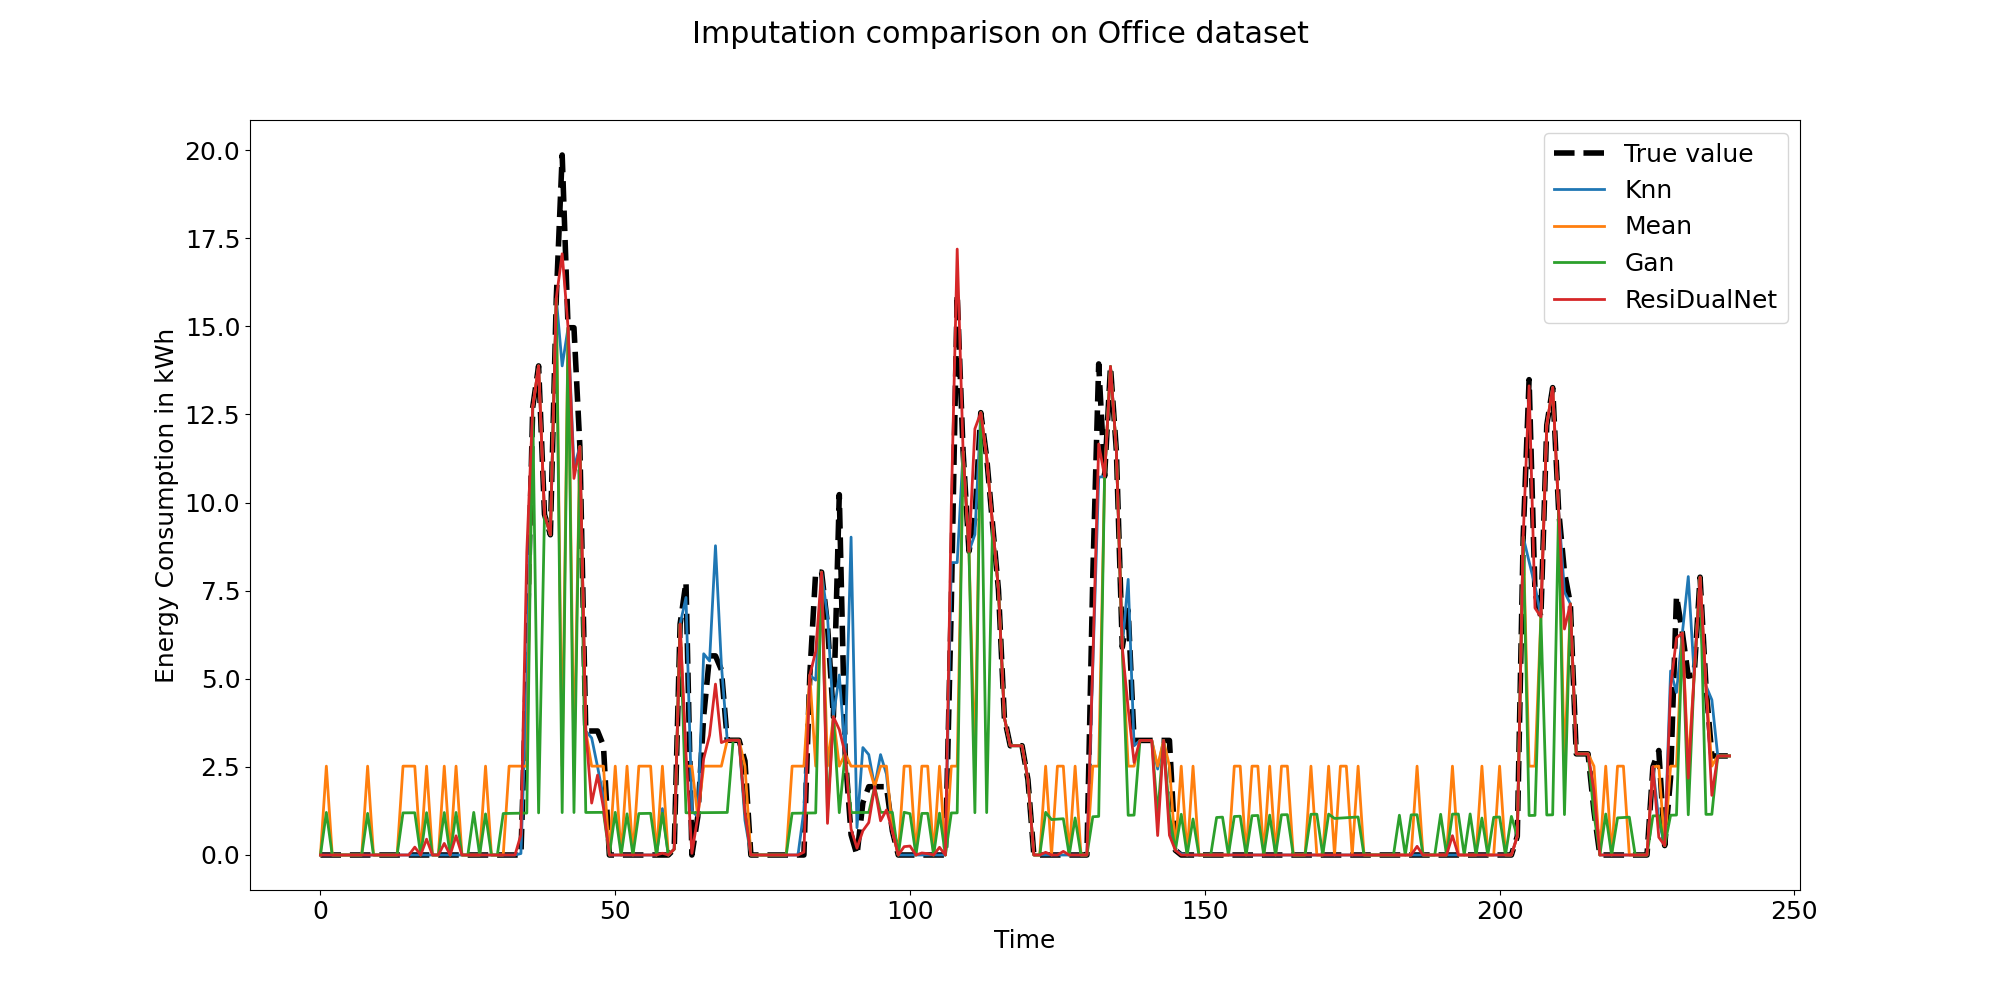 Imputation comparison on Office dataset
20.0
17.5
15.0
12.5
10.0
7.5
5.0
2.5
0.0
Energy Consumption in kWh
True value
Knn
Mean
Gan
ResiDualNet
0 50 100 150 200 250
Time